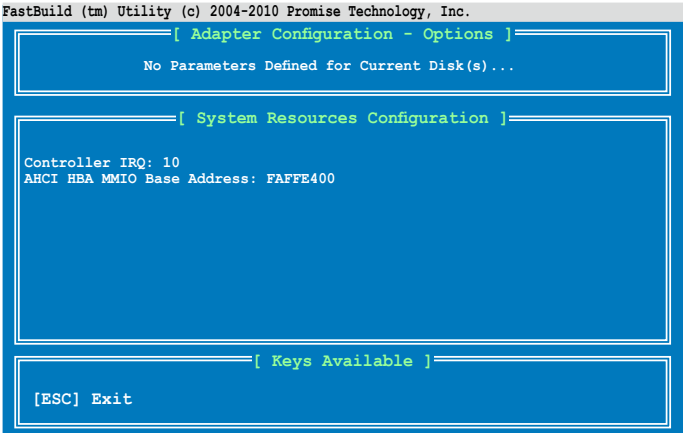 FastBuild (tm) Utility (c) 2004-2010 Promise Technology, Inc.
[ Adapter Configuration - Options ]
No Parameters Defined for Current Disk(s)...
[ System Resources Configuration ]
Controller IRQ: 10
AHCI HBA MMIO Base Address: FAFFE400
[ Keys Available ]
[ESC] Exit